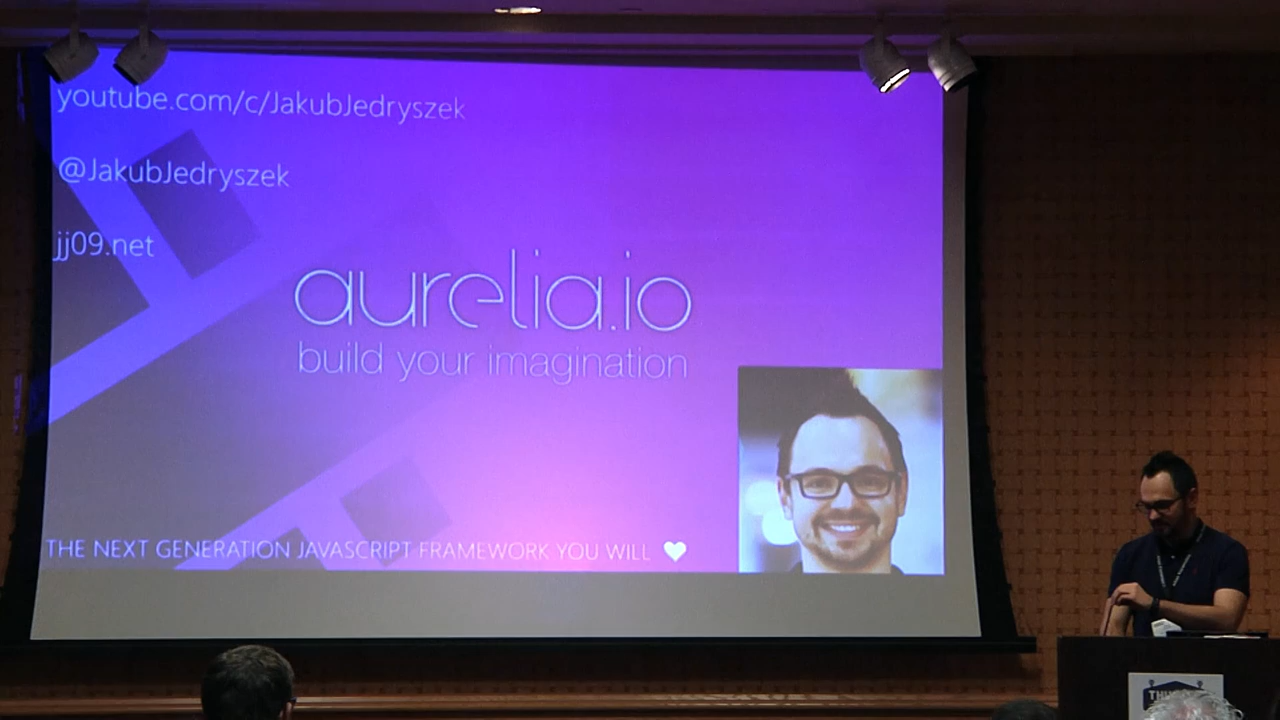 youtube.com/c/JakubJedryszek
@JakubJedryszek
jj09.net
aurelia.io
build your imagination
THE NEXT GENERATION JAVASCRIPT FRAMEWORK YOU WILL